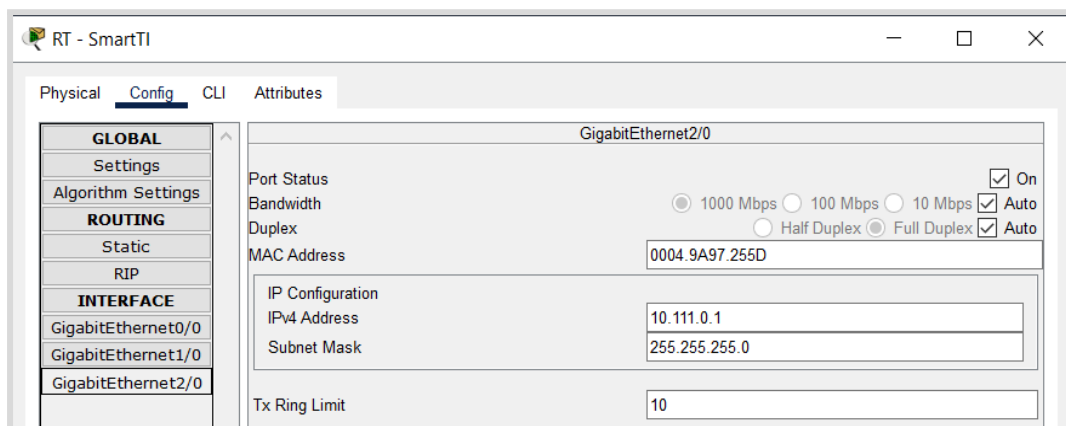 RT - SmartTI
Physical Config CLI Attributes
GLOBAL
Settings
Algorithm Settings
ROUTING
Static
RIP
INTERFACE
GigabitEthernet0/0
GigabitEthernet1/0
GigabitEthernet2/0
GigabitEthernet2/0
Port Status On
Bandwidth 1000 Mbps 100 Mbps 10 Mbps Auto
Duplex Half Duplex Full Duplex Auto
MAC Address 0004.9A97.255D
IP Configuration
IPv4 Address 10.111.0.1
Subnet Mask 255.255.255.0
Tx Ring Limit 10